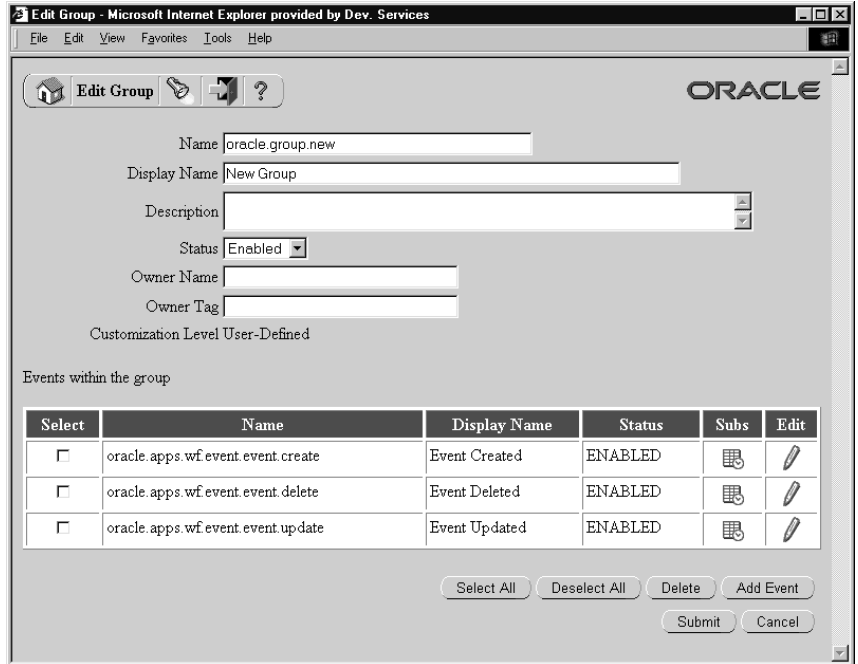 Edit Group - Microsoft Internet Explorer provided by Dev. Services
File Edit View Favorites Tools Help
Edit Group ?
ORACLE
Name oracle.group.new
Display Name New Group
Description
Status Enabled
Owner Name
Owner Tag
Customization Level User-Defined
Events within the group
Select Name Display Name Status Subs Edit
oracle.apps.wf.event.event.create Event Created ENABLED
oracle.apps.wf.event.event.delete Event Deleted ENABLED
oracle.apps.wf.event.event.update Event Updated ENABLED
Select All Deselect All Delete Add Event
Submit Cancel